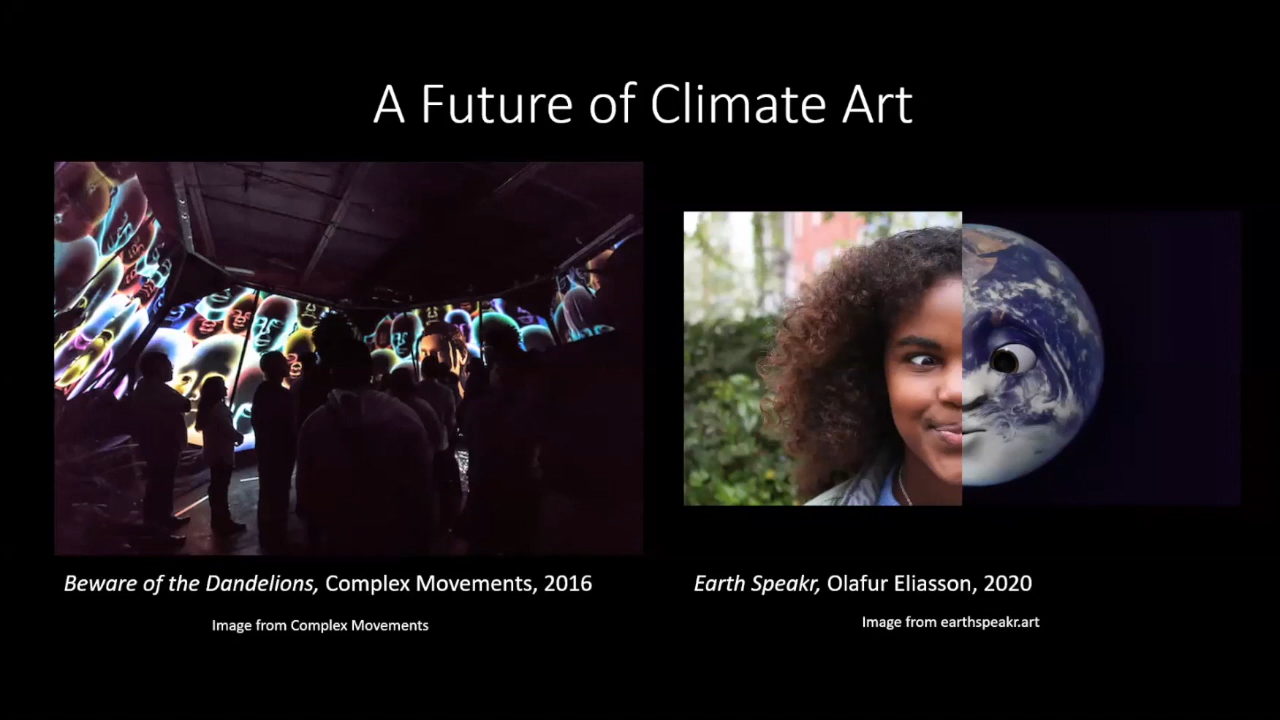 A Future of Climate Art
Beware of the Dandelions, Complex Movements, 2016
Image from Complex Movements
Earth Speakr, Olafur Eliasson, 2020
Image from earthspeakr.art